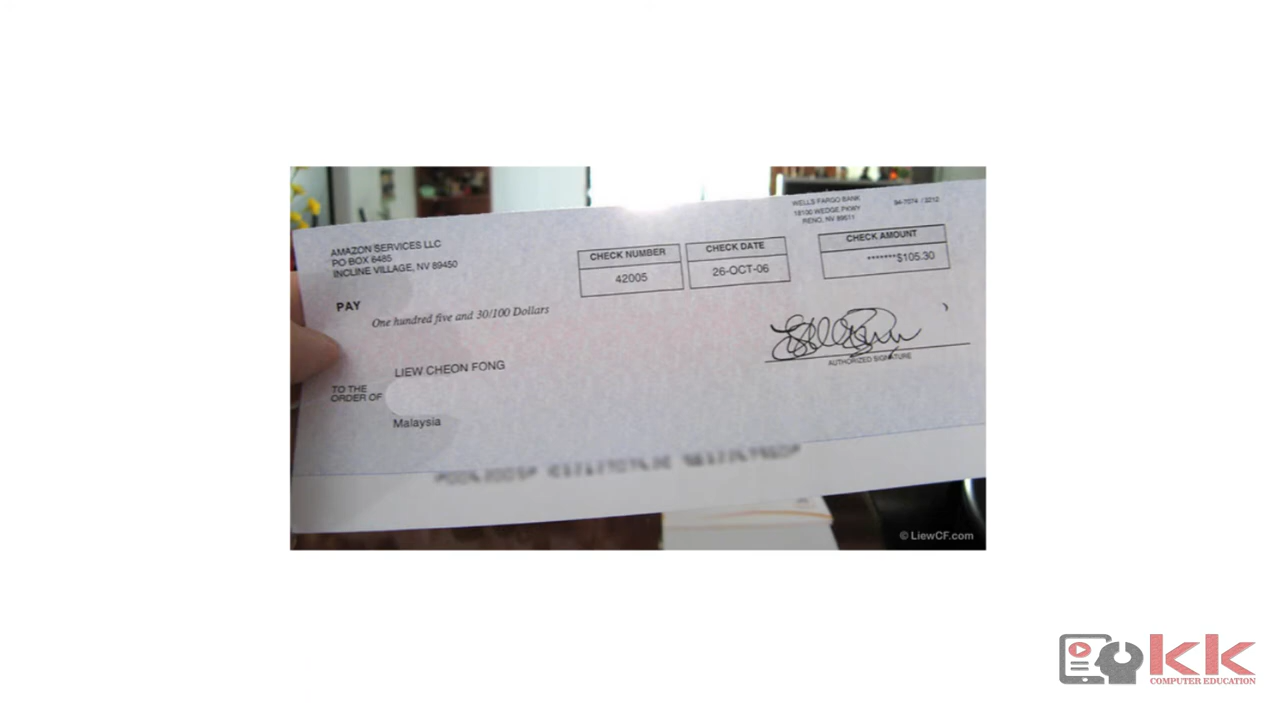 WELLS FARGO BANK
18100 WEDGE PKWY
RENO, NV 89511
94-7074 / 3212
AMAZON SERVICES LLC
PO BOX 6485
INCLINE VILLAGE, NV 89450
CHECK NUMBER
42005
CHECK DATE
26-OCT-06
CHECK AMOUNT
*******$105.30
PAY
One hundred five and 30/100 Dollars
AUTHORIZED SIGNATURE
LIEW CHEON FONG
TO THE
ORDER OF
Malaysia
© LiewCF.com
kk
COMPUTER EDUCATION